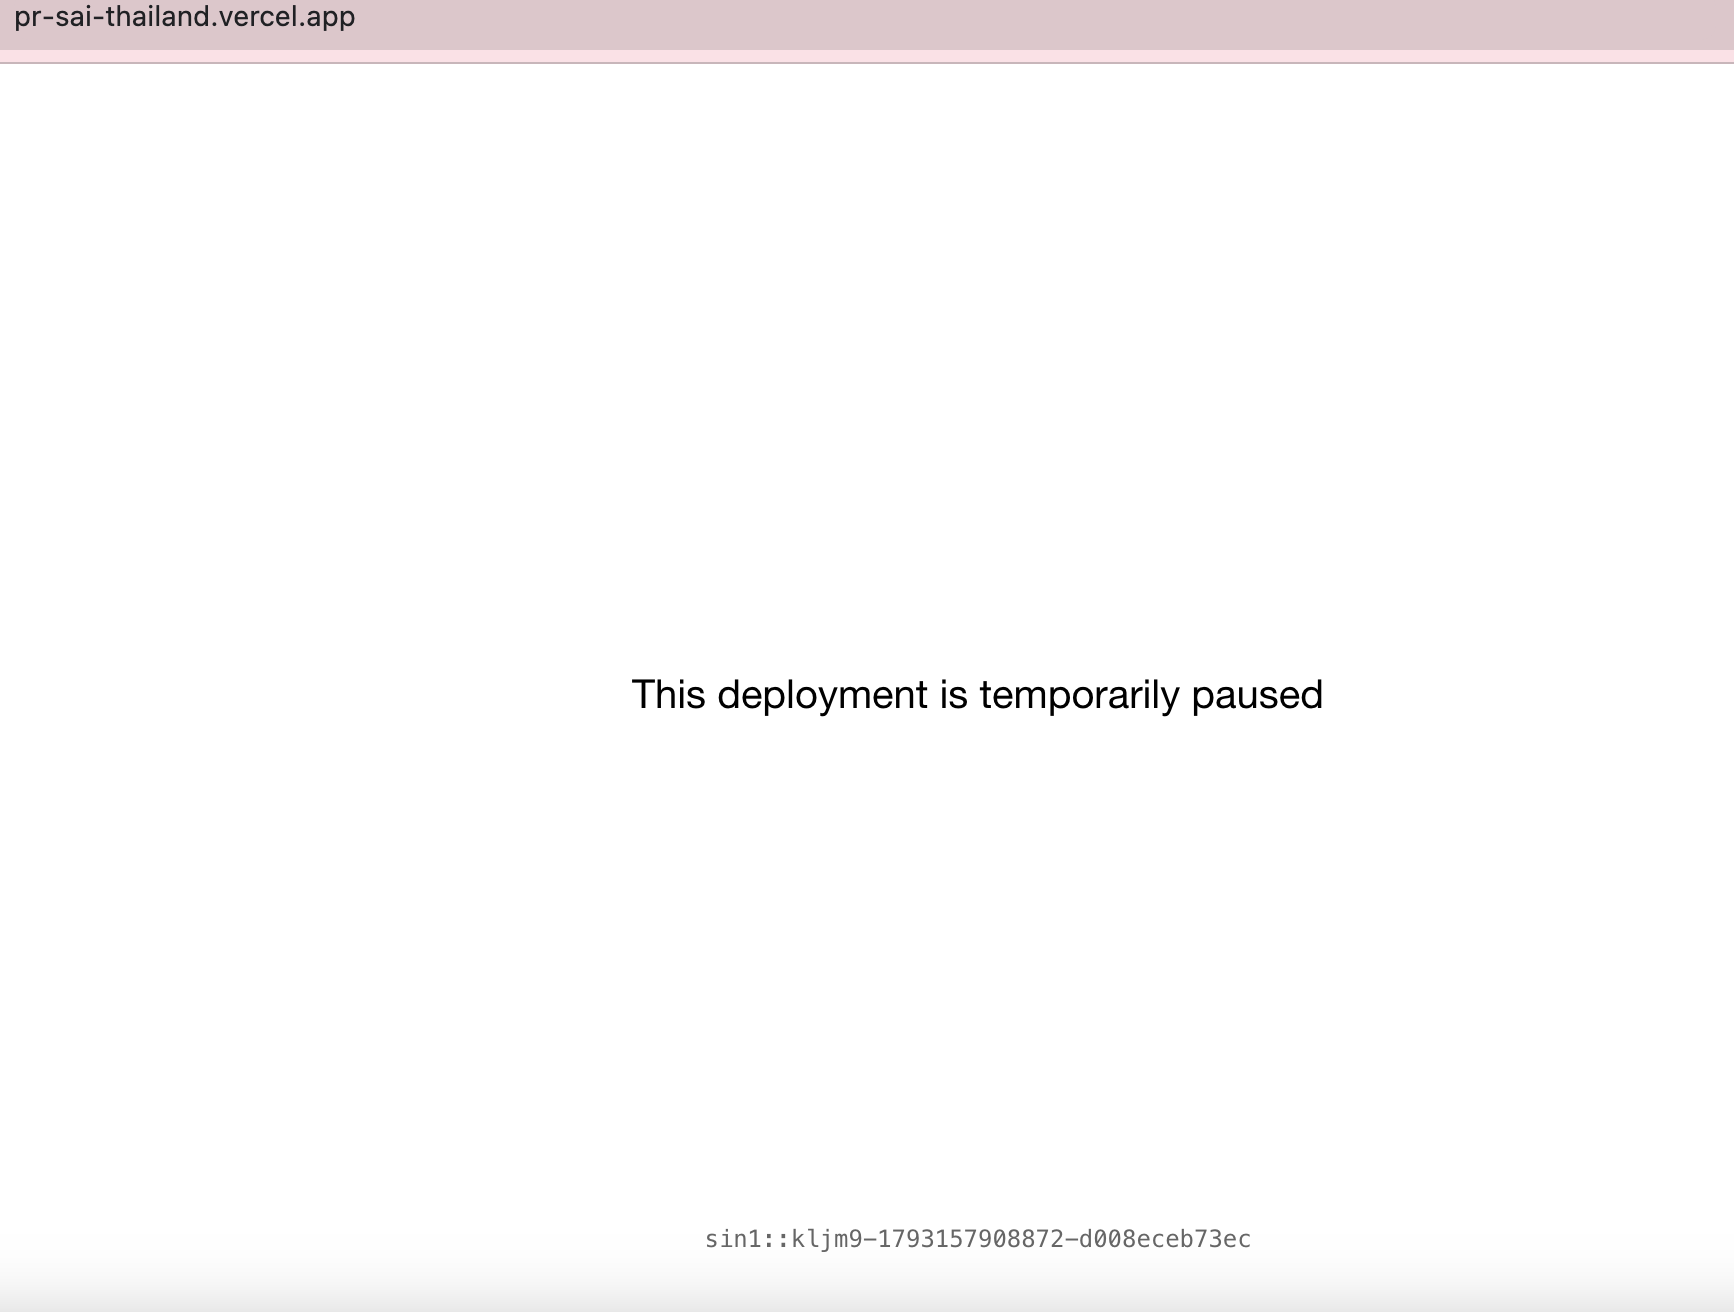 pr-sai-thailand.vercel.app
This deployment is temporarily paused
sin1::kljm9-1793157908872-d008eceb73ec